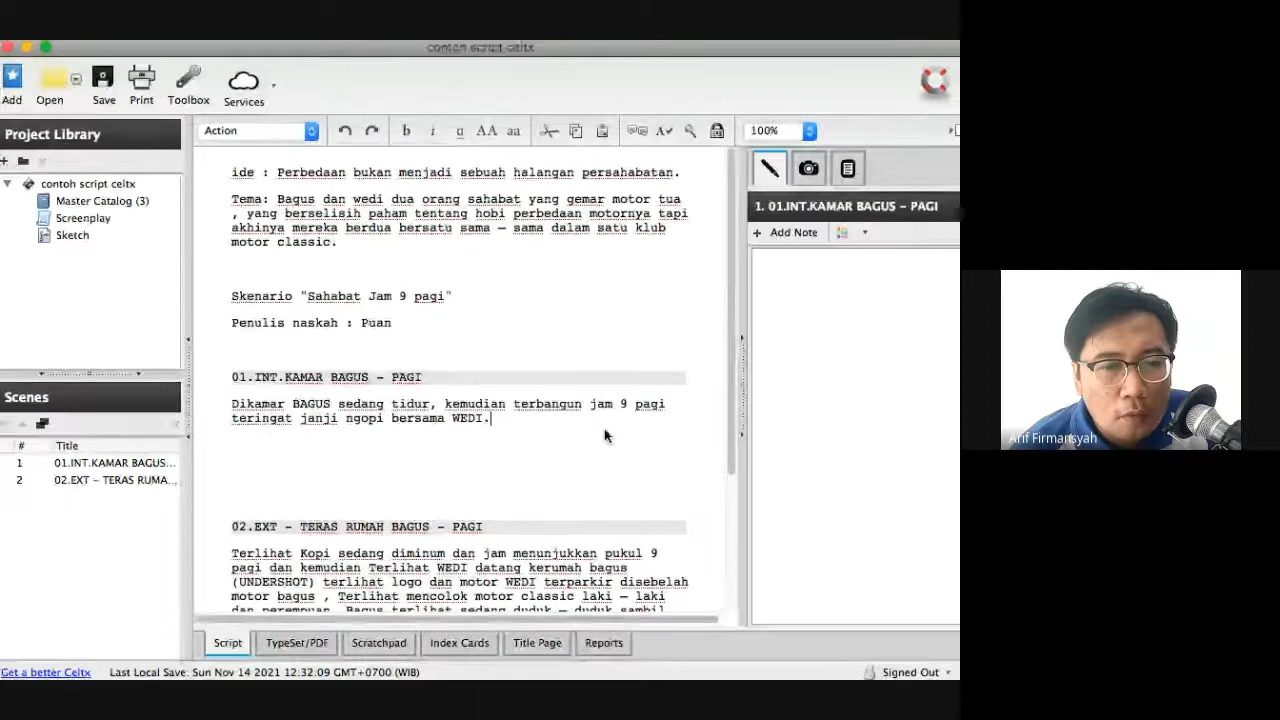 contoh script celtx
Add Open Save Print Toolbox Services
Project Library
Action
100%
contoh script celtx
Master Catalog (3)
Screenplay
Sketch
ide : Perbedaan bukan menjadi sebuah halangan persahabatan.
Tema: Bagus dan wedi dua orang sahabat yang gemar motor tua
, yang berselisih paham tentang hobi perbedaan motornya tapi
akhinya mereka berdua bersatu sama – sama dalam satu klub
motor classic.
Skenario "Sahabat Jam 9 pagi"
Penulis naskah : Puan
01.INT.KAMAR BAGUS – PAGI
Dikamar BAGUS sedang tidur, kemudian terbangun jam 9 pagi
teringat janji ngopi bersama WEDI.
02.EXT – TERAS RUMAH BAGUS – PAGI
Terlihat Kopi sedang diminum dan jam menunjukkan pukul 9
pagi dan kemudian Terlihat WEDI datang kerumah bagus
(UNDERSHOT) terlihat logo dan motor WEDI terparkir disebelah
motor bagus , Terlihat mencolok motor classic laki – laki
dan perempuan. Bagus terlihat sedang duduk – duduk sambil
1. 01.INT.KAMAR BAGUS – PAGI
+ Add Note
Scenes
# Title
1 01.INT.KAMAR BAGUS...
2 02.EXT – TERAS RUMA...
Script TypeSet/PDF Scratchpad Index Cards Title Page Reports
Get a better Celtx Last Local Save: Sun Nov 14 2021 12:32:09 GMT+0700 (WIB) Signed Out
Arif Firmansyah